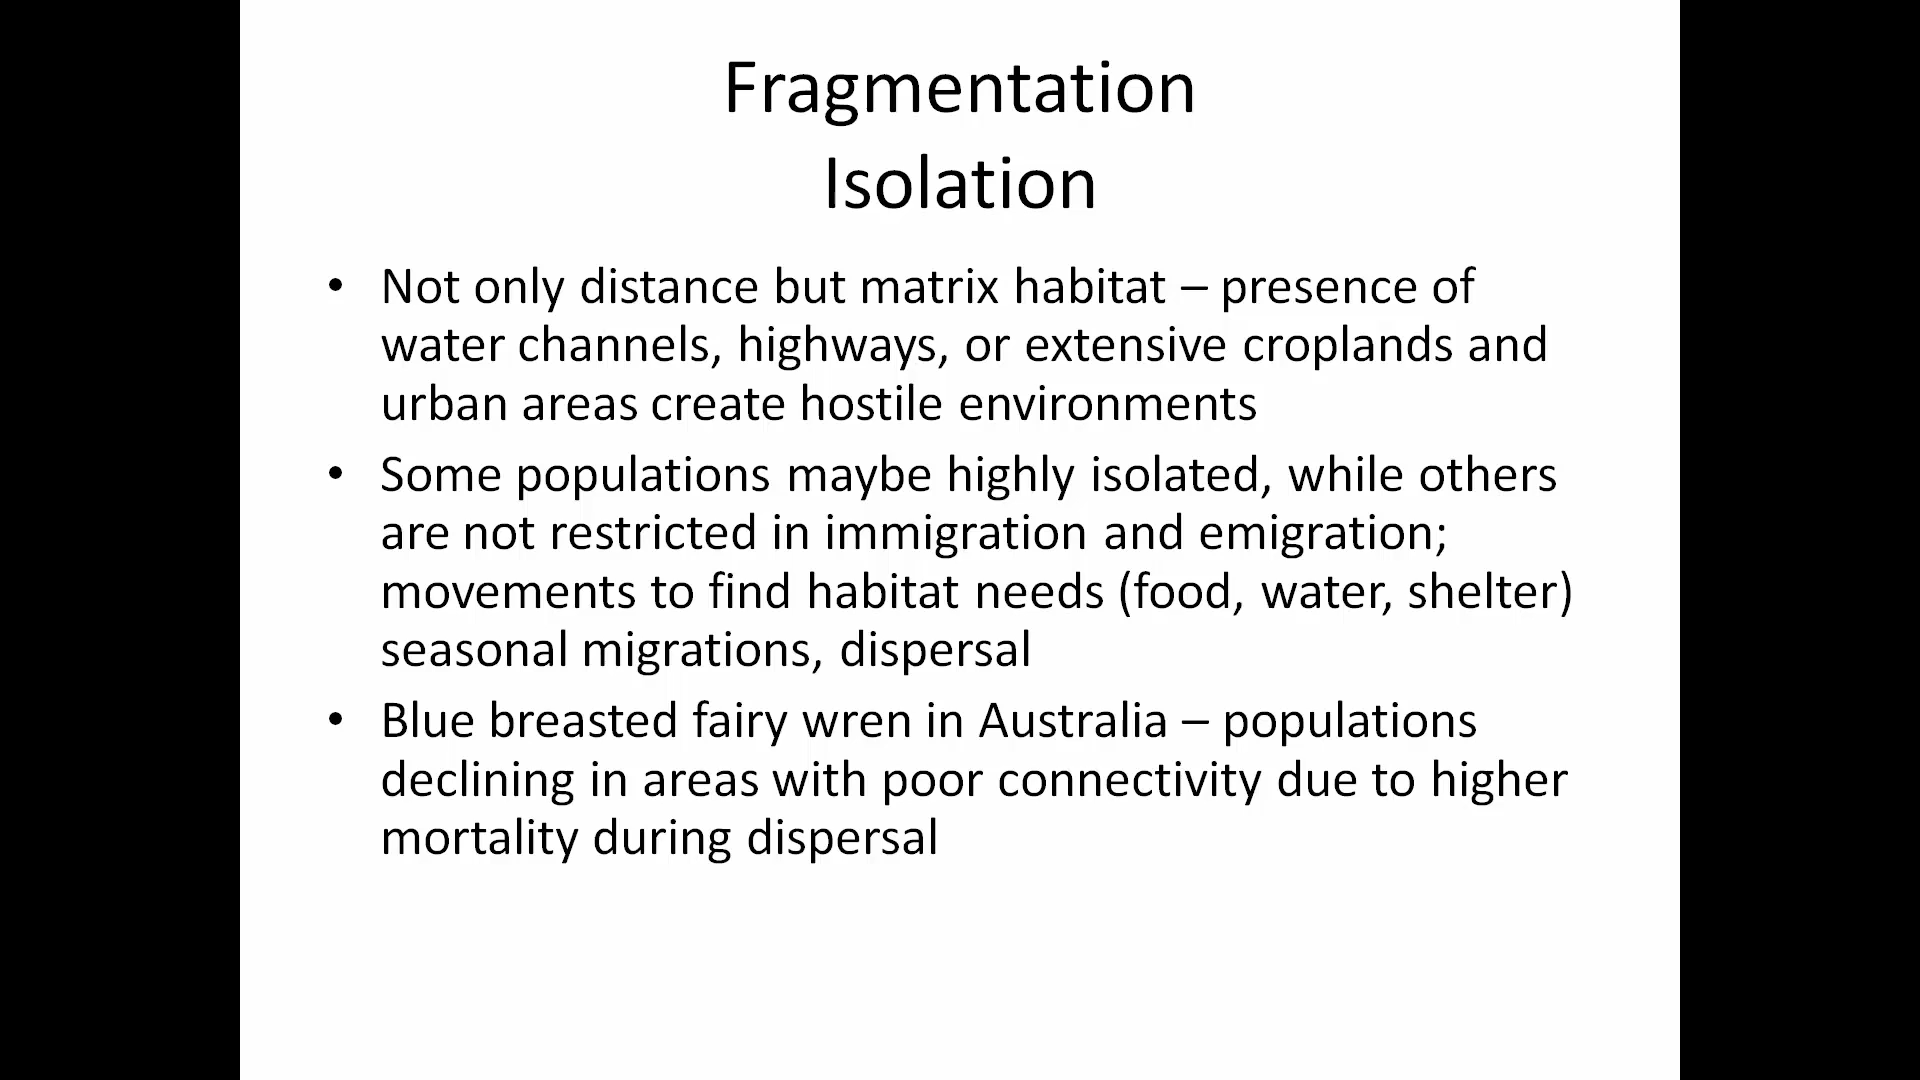 Fragmentation
Isolation
• Not only distance but matrix habitat – presence of
water channels, highways, or extensive croplands and
urban areas create hostile environments
• Some populations maybe highly isolated, while others
are not restricted in immigration and emigration;
movements to find habitat needs (food, water, shelter)
seasonal migrations, dispersal
• Blue breasted fairy wren in Australia – populations
declining in areas with poor connectivity due to higher
mortality during dispersal